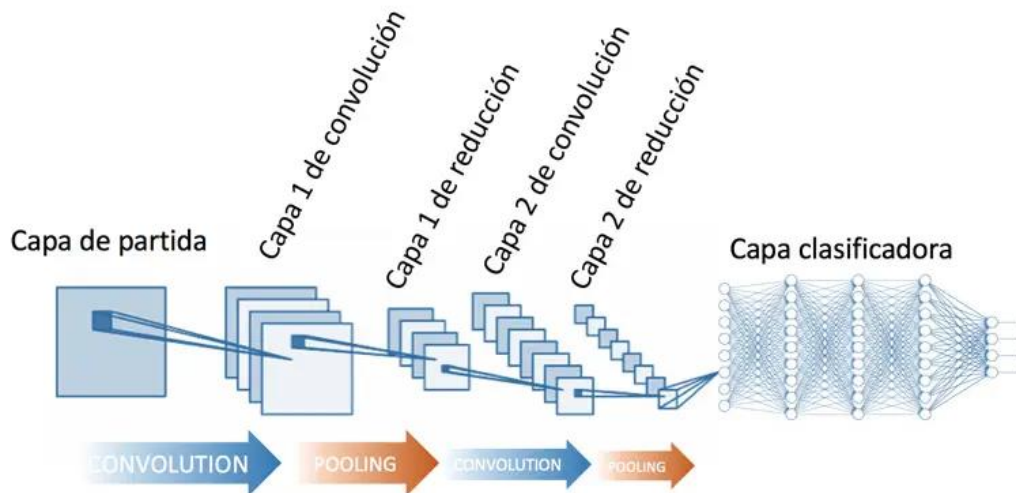 Capa de partida
Capa 1 de convolución
Capa 1 de reducción
Capa 2 de convolución
Capa 2 de reducción
Capa clasificadora
CONVOLUTION
POOLING
CONVOLUTION
POOLING